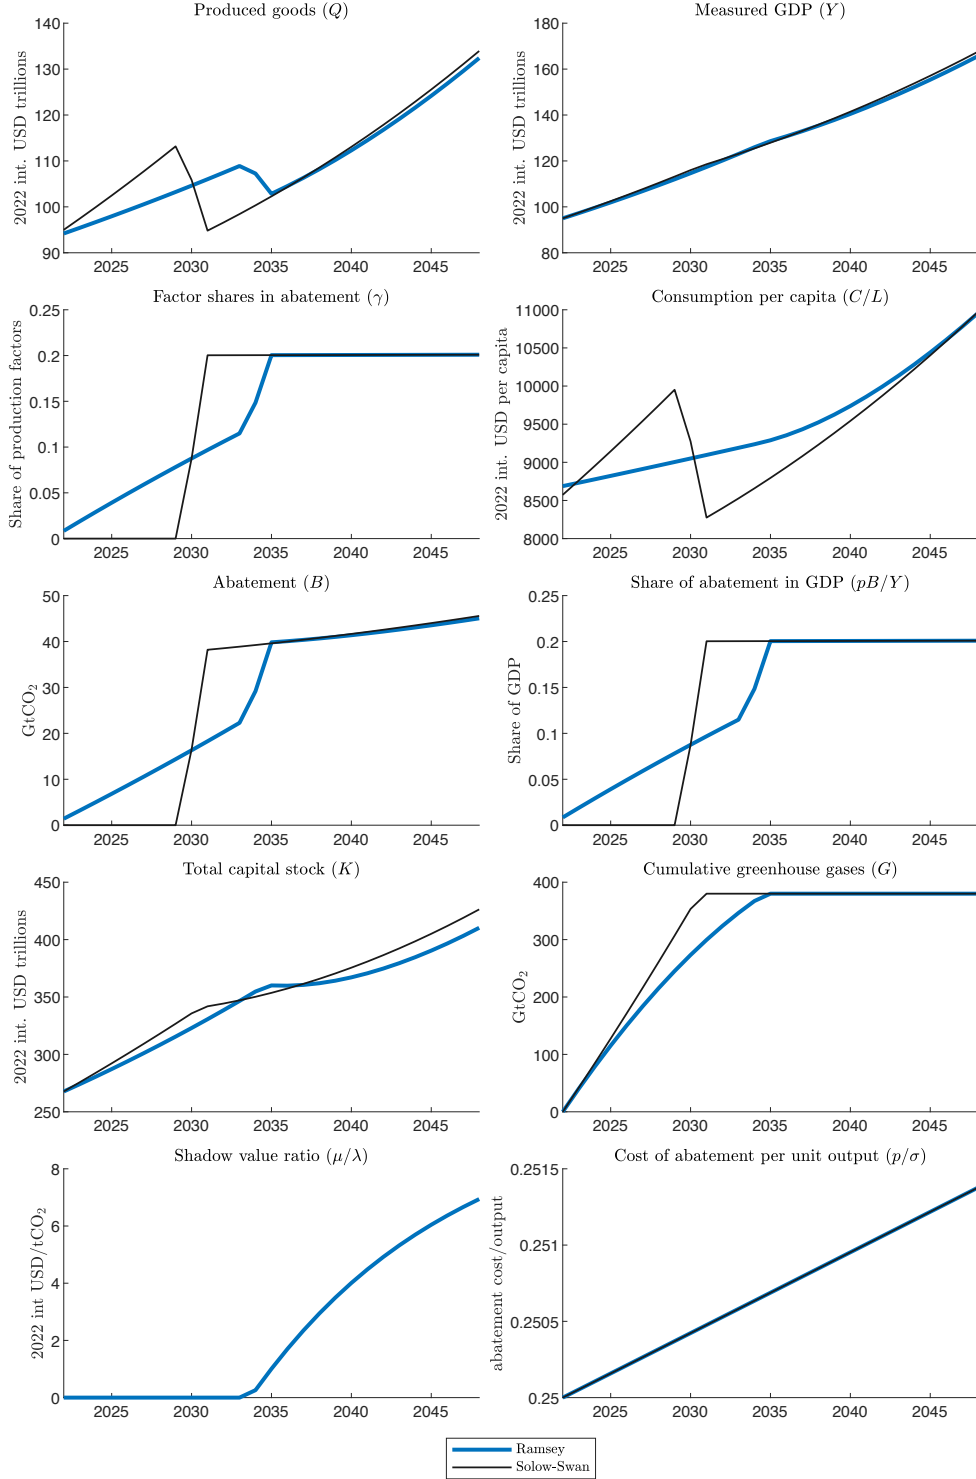 Produced goods (Q)
2022 int. USD trillions
140
130
120
110
100
90
2025 2030 2035 2040 2045
Measured GDP (Y)
2022 int. USD trillions
180
160
140
120
100
80
2025 2030 2035 2040 2045
Factor shares in abatement (γ)
Share of production factors
0.25
0.2
0.15
0.1
0.05
0
2025 2030 2035 2040 2045
Consumption per capita (C/L)
2022 int. USD per capita
11000
10500
10000
9500
9000
8500
8000
2025 2030 2035 2040 2045
Abatement (B)
GtCO₂
50
40
30
20
10
0
2025 2030 2035 2040 2045
Share of abatement in GDP (pB/Y)
Share of GDP
0.25
0.2
0.15
0.1
0.05
0
2025 2030 2035 2040 2045
Total capital stock (K)
2022 int. USD trillions
450
400
350
300
250
2025 2030 2035 2040 2045
Cumulative greenhouse gases (G)
GtCO₂
400
300
200
100
0
2025 2030 2035 2040 2045
Shadow value ratio (μ/λ)
2022 int USD/tCO₂
8
6
4
2
0
2025 2030 2035 2040 2045
Cost of abatement per unit output (p/σ)
abatement cost/output
0.2515
0.251
0.2505
0.25
2025 2030 2035 2040 2045
Ramsey
Solow-Swan